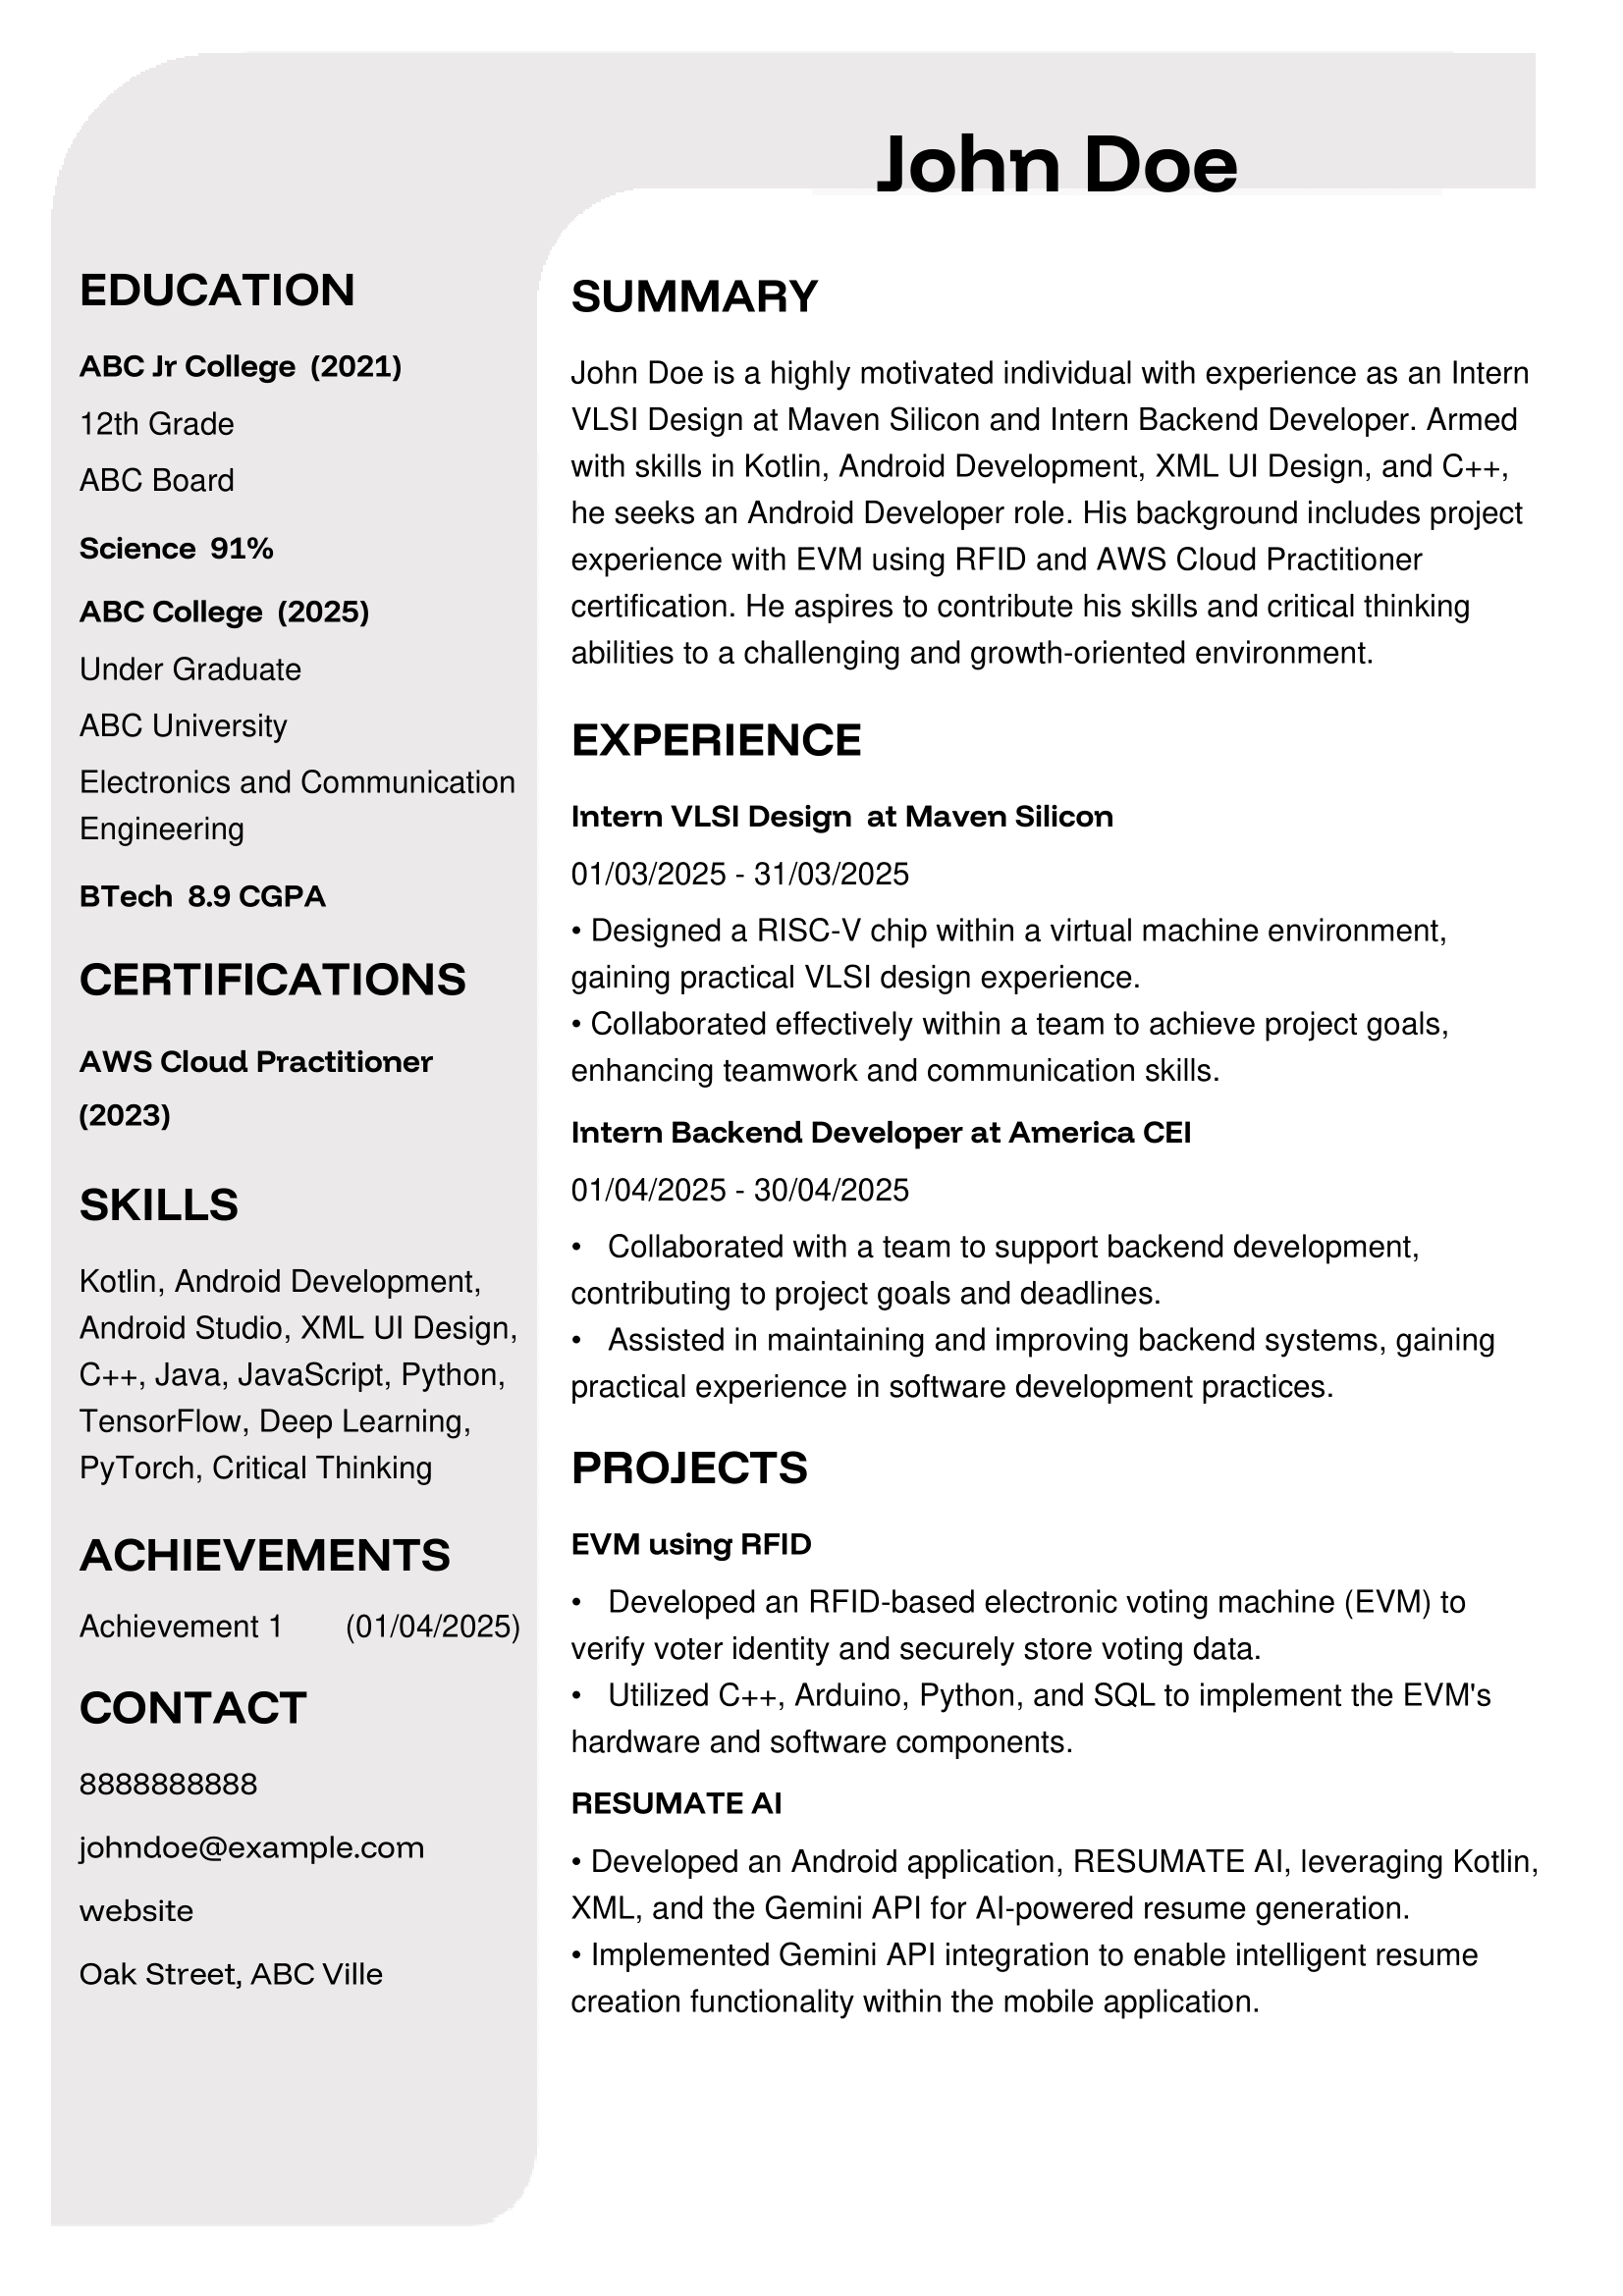 John Doe
EDUCATION
ABC Jr College (2021)
12th Grade
ABC Board
Science 91%
ABC College (2025)
Under Graduate
ABC University
Electronics and Communication
Engineering
BTech 8.9 CGPA
CERTIFICATIONS
AWS Cloud Practitioner
(2023)
SKILLS
Kotlin, Android Development,
Android Studio, XML UI Design,
C++, Java, JavaScript, Python,
TensorFlow, Deep Learning,
PyTorch, Critical Thinking
ACHIEVEMENTS
Achievement 1 (01/04/2025)
CONTACT
8888888888
johndoe@example.com
website
Oak Street, ABC Ville
SUMMARY
John Doe is a highly motivated individual with experience as an Intern
VLSI Design at Maven Silicon and Intern Backend Developer. Armed
with skills in Kotlin, Android Development, XML UI Design, and C++,
he seeks an Android Developer role. His background includes project
experience with EVM using RFID and AWS Cloud Practitioner
certification. He aspires to contribute his skills and critical thinking
abilities to a challenging and growth-oriented environment.
EXPERIENCE
Intern VLSI Design at Maven Silicon
01/03/2025 - 31/03/2025
• Designed a RISC-V chip within a virtual machine environment,
gaining practical VLSI design experience.
• Collaborated effectively within a team to achieve project goals,
enhancing teamwork and communication skills.
Intern Backend Developer at America CEI
01/04/2025 - 30/04/2025
• Collaborated with a team to support backend development,
contributing to project goals and deadlines.
• Assisted in maintaining and improving backend systems, gaining
practical experience in software development practices.
PROJECTS
EVM using RFID
• Developed an RFID-based electronic voting machine (EVM) to
verify voter identity and securely store voting data.
• Utilized C++, Arduino, Python, and SQL to implement the EVM's
hardware and software components.
RESUMATE AI
• Developed an Android application, RESUMATE AI, leveraging Kotlin,
XML, and the Gemini API for AI-powered resume generation.
• Implemented Gemini API integration to enable intelligent resume
creation functionality within the mobile application.